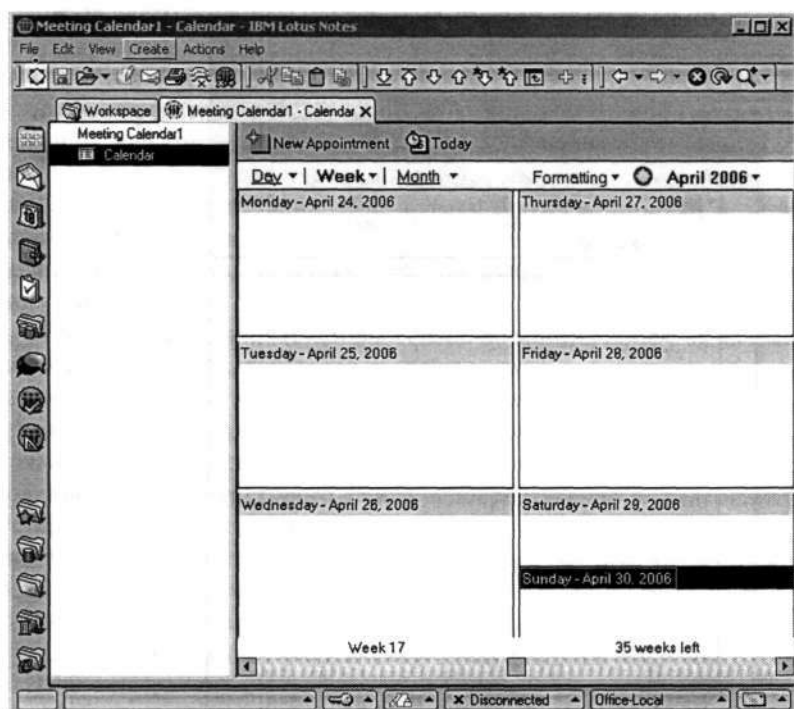 Meeting Calendar1 - Calendar - IBM Lotus Notes
File Edit View Create Actions Help
Workspace Meeting Calendar1 - Calendar X
Meeting Calendar1
Calendar
New Appointment Today
Day Week Month Formatting April 2006
Monday - April 24, 2006
Thursday - April 27, 2006
Tuesday - April 25, 2006
Friday - April 28, 2006
Wednesday - April 26, 2006
Saturday - April 29, 2006
Sunday - April 30, 2006
Week 17
35 weeks left
Disconnected Office-Local